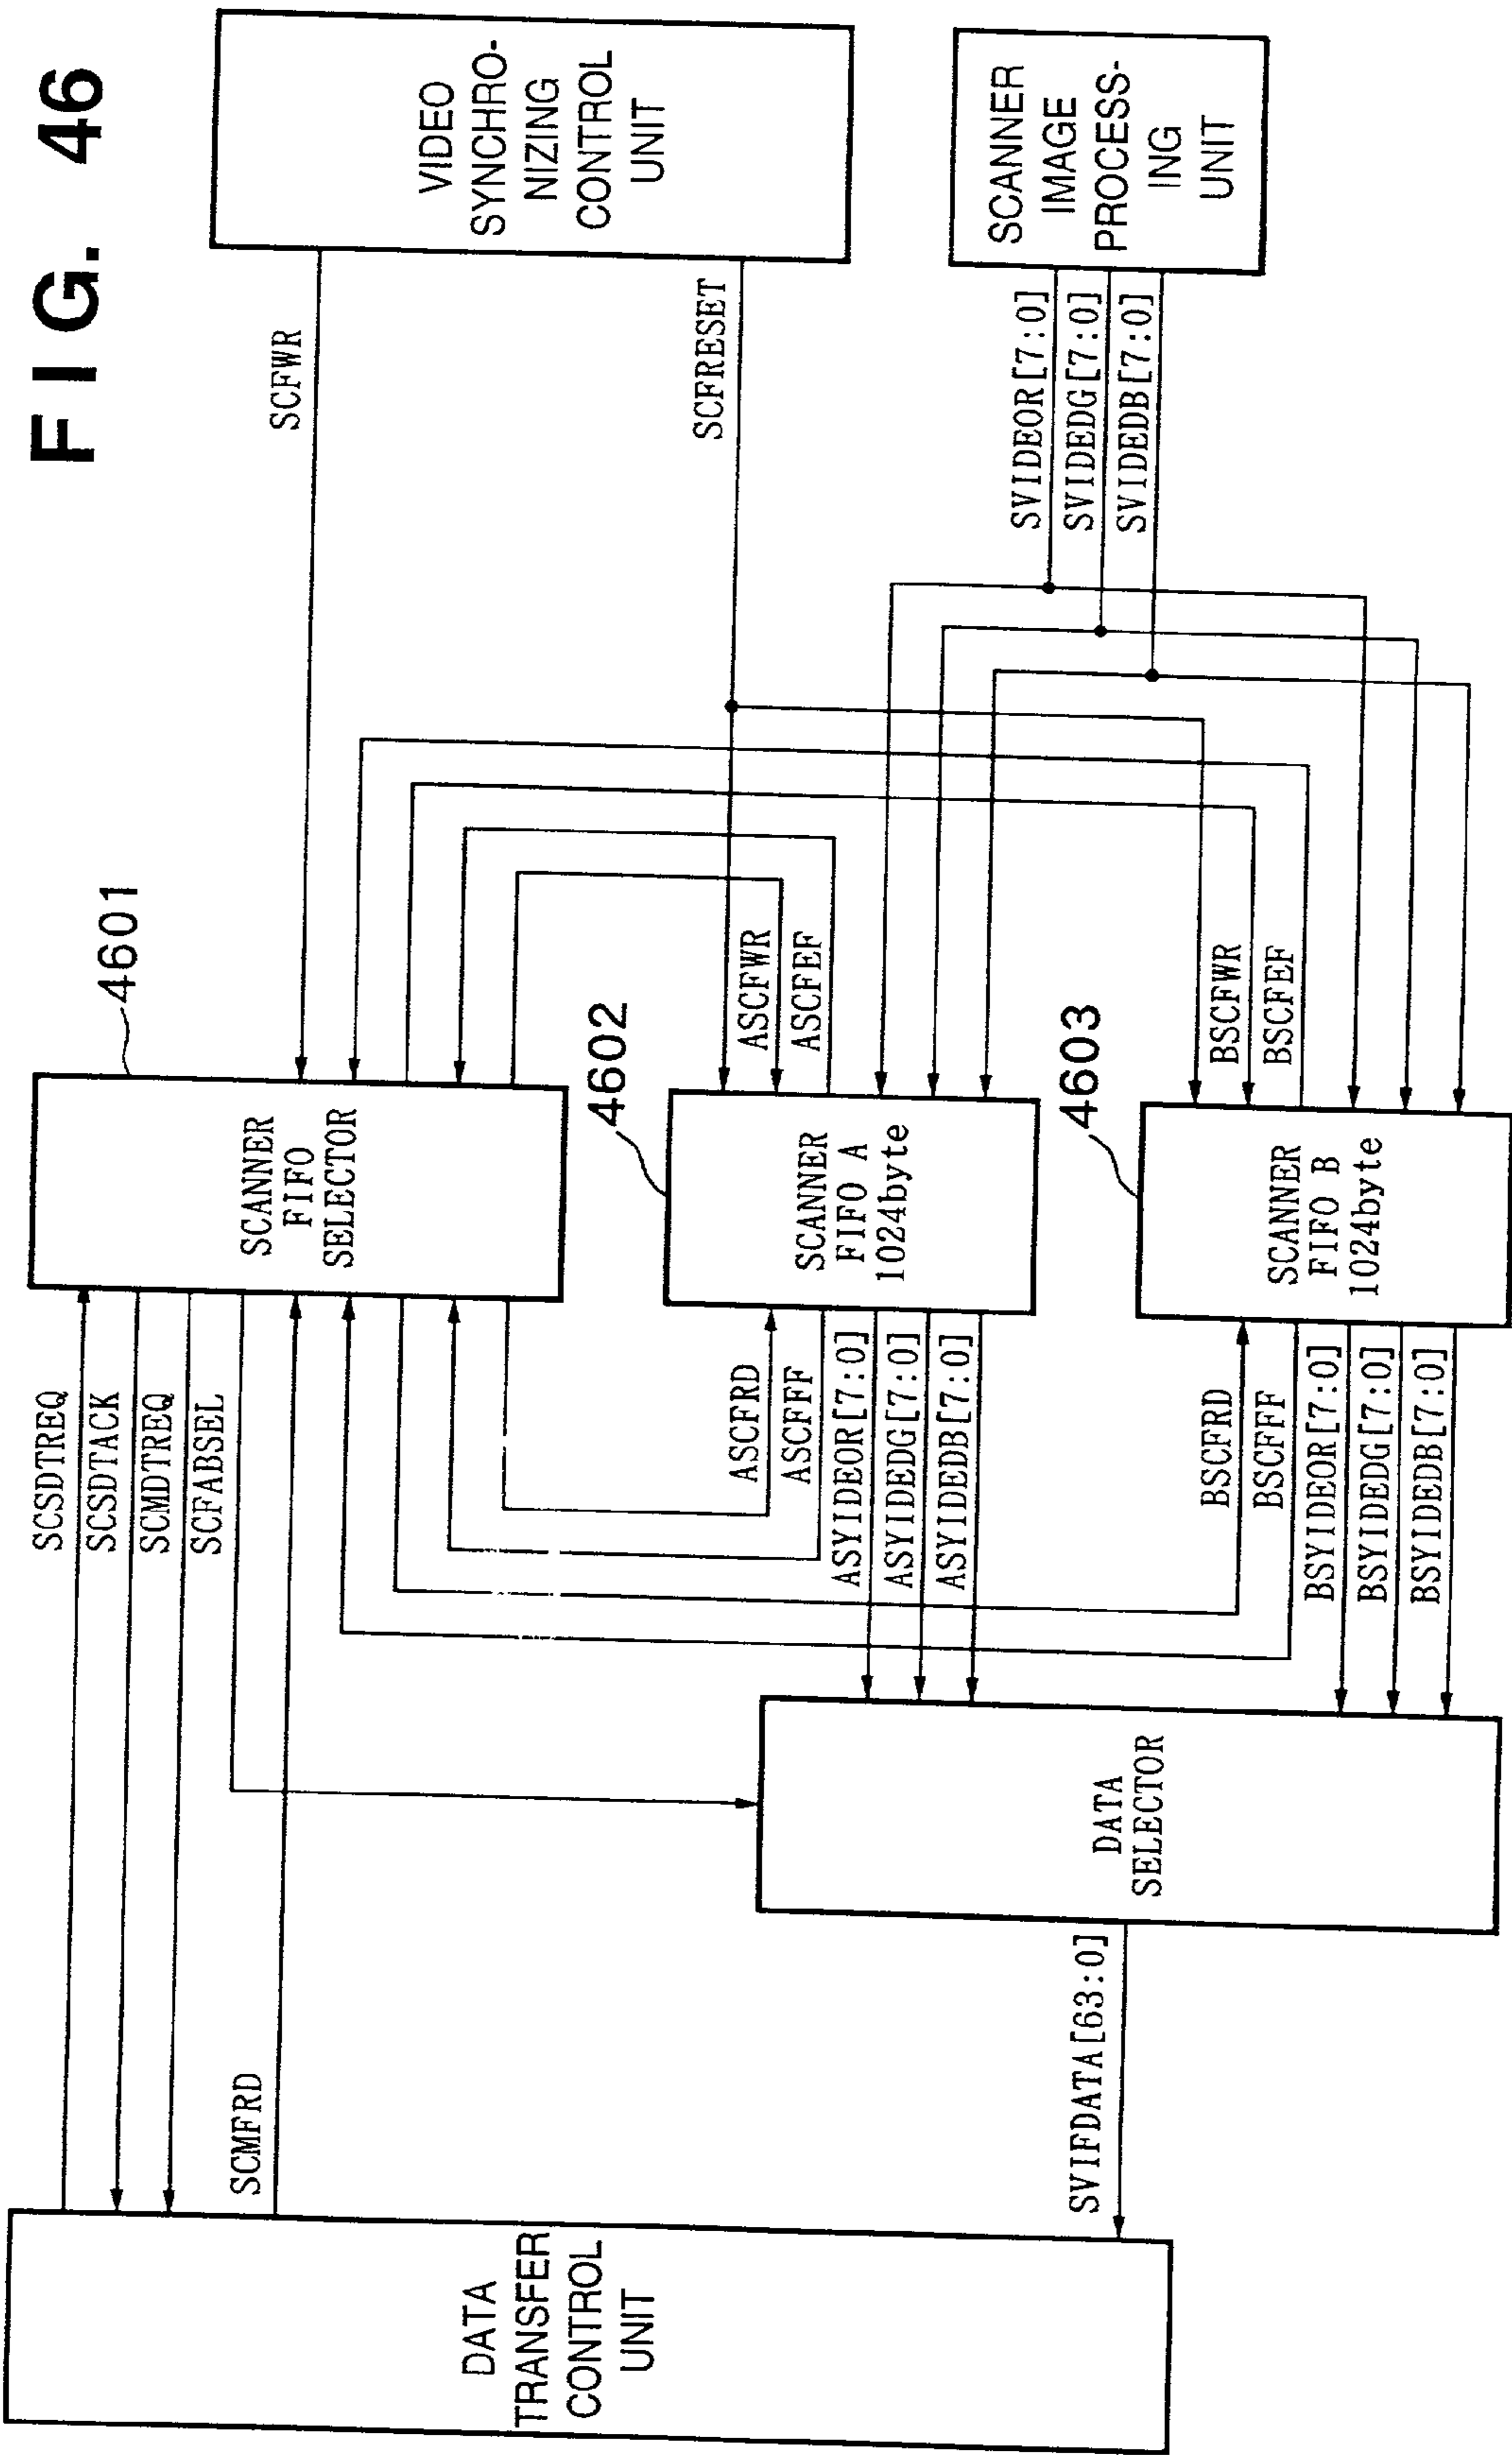 FIG. 46
VIDEO
SYNCHRO-
NIZING
CONTROL
UNIT
SCANNER
IMAGE
PROCESS-
ING
UNIT
SCFWR
SCFRESET
SVIDEOR[7:0]
SVIDEDG[7:0]
SVIDEDB[7:0]
4601
SCANNER
FIFO
SELECTOR
4602
ASCFWR
ASCFEF
SCANNER
FIFO A
1024byte
4603
BSCFWR
BSCFEF
SCANNER
FIFO B
1024byte
SCSDTREQ
SCSDTACK
SCMDTREQ
SCFABSEL
ASCFRD
ASCFFF
ASYIDEOR[7:0]
ASYIDEDG[7:0]
ASYIDEDB[7:0]
BSCFRD
BSCFFF
BSYIDEOR[7:0]
BSYIDEDG[7:0]
BSYIDEDB[7:0]
DATA
SELECTOR
SCMFRD
SVIFDATA[63:0]
DATA
TRANSFER
CONTROL
UNIT